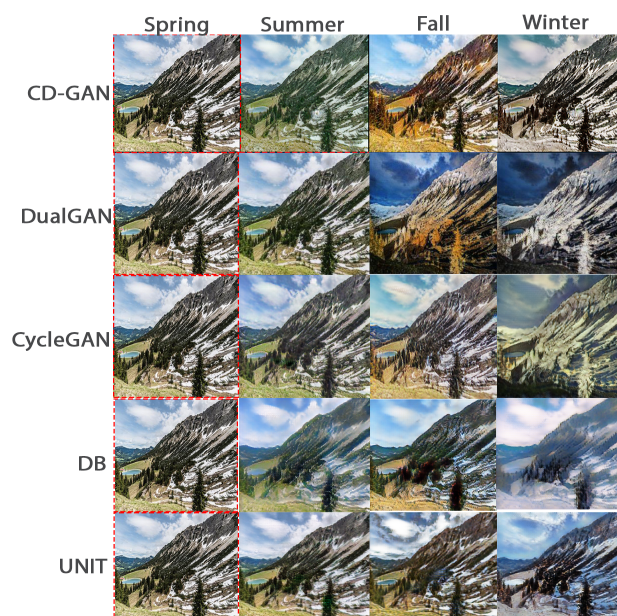 Spring Summer Fall Winter
CD-GAN
DualGAN
CycleGAN
DB
UNIT